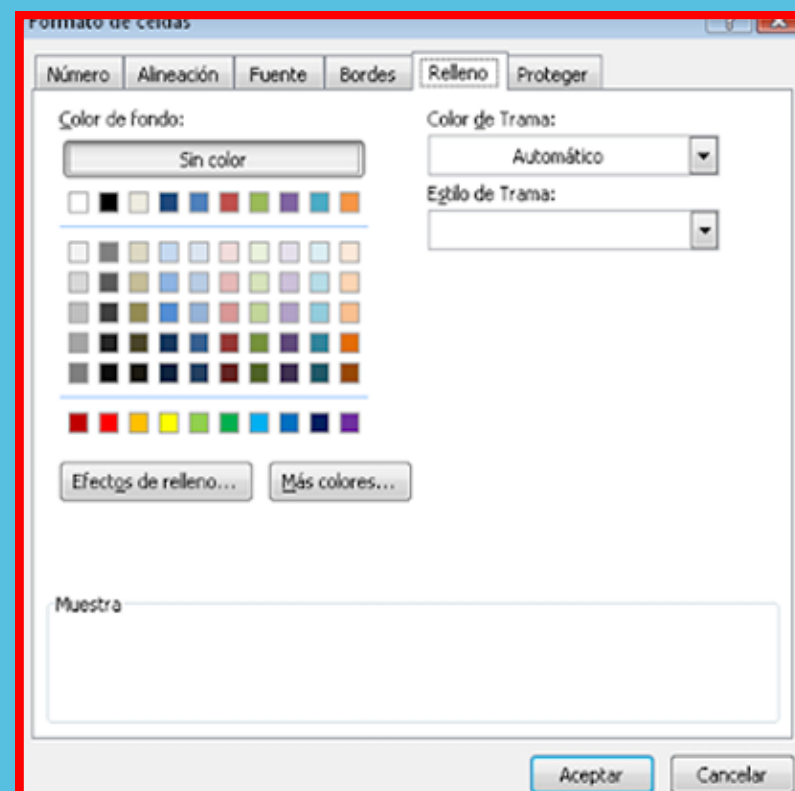 Formato de celdas
Número Alineación Fuente Bordes Relleno Proteger
Color de fondo: Color de Trama:
Sin color Automático
Estilo de Trama:
Efectos de relleno... Más colores...
Muestra
Aceptar Cancelar